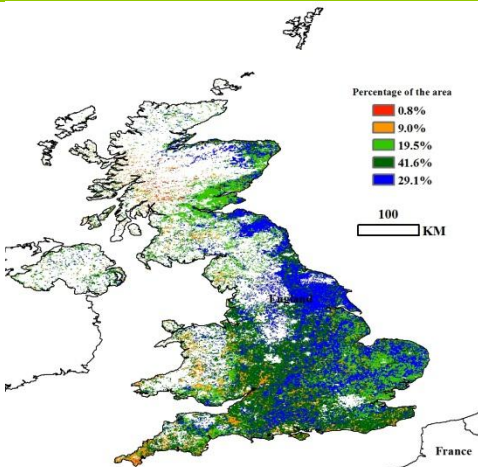 Percentage of the area
0.8%
9.0%
19.5%
41.6%
29.1%
100
KM
England
France